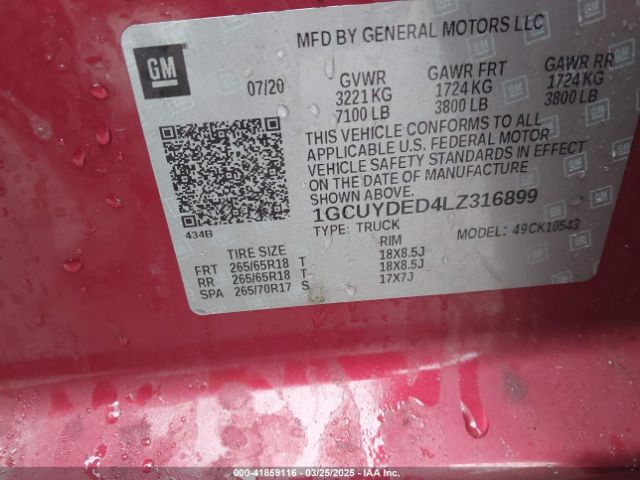 GM
MFD BY GENERAL MOTORS LLC
07/20 GVWR GAWR FRT GAWR RR
3221 KG 1724 KG 1724 KG
7100 LB 3800 LB 3800 LB
THIS VEHICLE CONFORMS TO ALL
APPLICABLE U.S. FEDERAL MOTOR
VEHICLE SAFETY STANDARDS IN EFFECT
ON THE DATE OF MANUFACTURE
SHOWN ABOVE.
1GCUYDED4LZ316899
434B TYPE: TRUCK MODEL: 49CK10543
TIRE SIZE RIM
FRT 265/65R18 T 18X8.5J
RR 265/65R18 T 18X8.5J
SPA 265/70R17 S 17X7J
000-41859116 — 03/25/2025 — IAAI, INC.